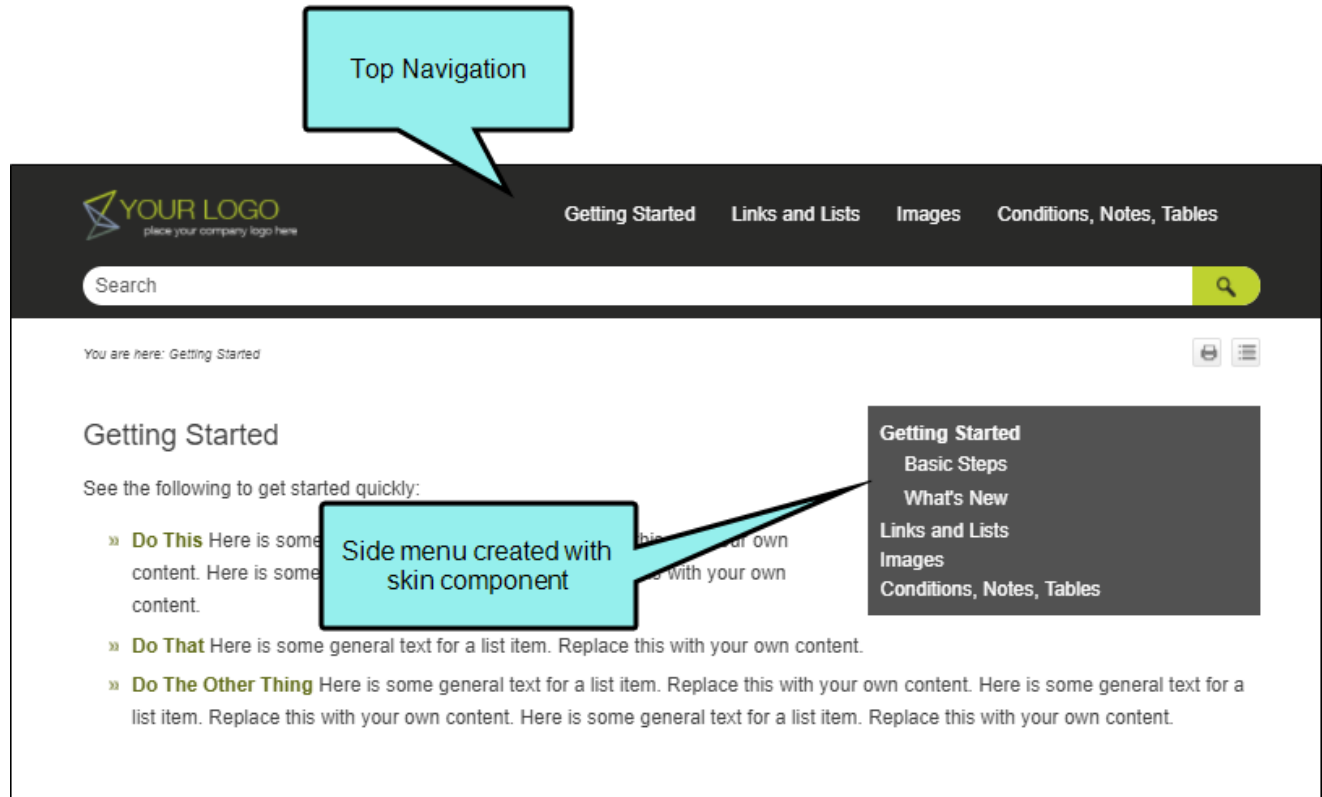 Top Navigation
YOUR LOGO
place your company logo here
Getting Started Links and Lists Images Conditions, Notes, Tables
Search
You are here: Getting Started
Getting Started
Getting Started
Basic Steps
What's New
Links and Lists
Images
Conditions, Notes, Tables
See the following to get started quickly:
» Do This Here is some your own
content. Here is some with your own
content.
Side menu created with
skin component
» Do That Here is some general text for a list item. Replace this with your own content.
» Do The Other Thing Here is some general text for a list item. Replace this with your own content. Here is some general text for a
list item. Replace this with your own content. Here is some general text for a list item. Replace this with your own content.